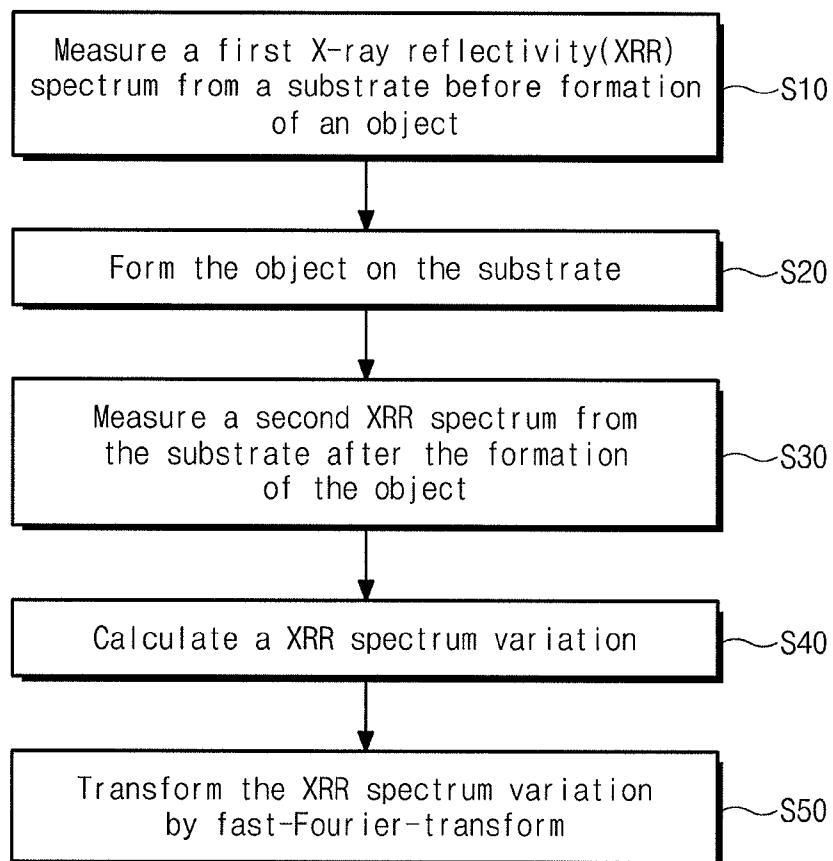 Measure a first X-ray reflectivity(XRR)
spectrum from a substrate before formation
of an object
S10
Form the object on the substrate
S20
Measure a second XRR spectrum from
the substrate after the formation
of the object
S30
Calculate a XRR spectrum variation
S40
Transform the XRR spectrum variation
by fast-Fourier-transform
S50